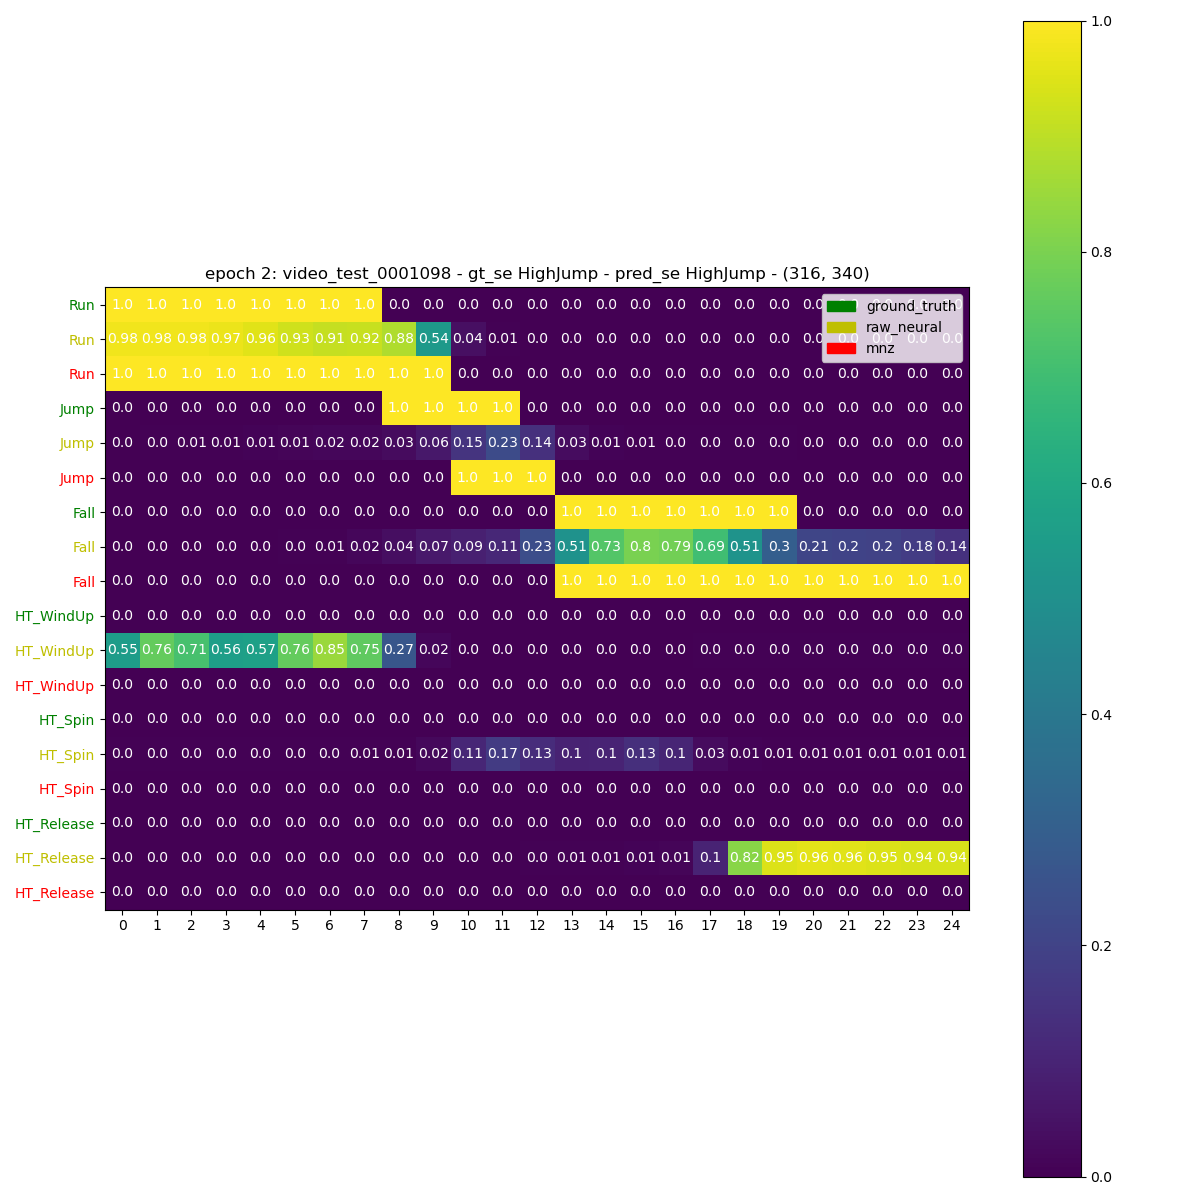 epoch 2: video_test_0001098 - gt_se HighJump - pred_se HighJump - (316, 340)
Run 1.0 1.0 1.0 1.0 1.0 1.0 1.0 1.0 0.0 0.0 0.0 0.0 0.0 0.0 0.0 0.0 0.0 0.0 0.0 0.0
ground_truth
Run 0.98 0.98 0.98 0.97 0.96 0.93 0.91 0.92 0.88 0.54 0.04 0.01 0.0 0.0 0.0 0.0 0.0 0.0 0.0 0.0 0.0 0.0 0.0 0.0 0.0
raw_neural
mnz
Run 1.0 1.0 1.0 1.0 1.0 1.0 1.0 1.0 1.0 1.0 0.0 0.0 0.0 0.0 0.0 0.0 0.0 0.0 0.0 0.0 0.0 0.0 0.0 0.0 0.0
Jump 0.0 0.0 0.0 0.0 0.0 0.0 0.0 0.0 1.0 1.0 1.0 1.0 0.0 0.0 0.0 0.0 0.0 0.0 0.0 0.0 0.0 0.0 0.0 0.0 0.0
Jump 0.0 0.0 0.01 0.01 0.01 0.01 0.02 0.02 0.03 0.06 0.15 0.23 0.14 0.03 0.01 0.01 0.0 0.0 0.0 0.0 0.0 0.0 0.0 0.0 0.0
Jump 0.0 0.0 0.0 0.0 0.0 0.0 0.0 0.0 0.0 0.0 1.0 1.0 1.0 0.0 0.0 0.0 0.0 0.0 0.0 0.0 0.0 0.0 0.0 0.0 0.0
Fall 0.0 0.0 0.0 0.0 0.0 0.0 0.0 0.0 0.0 0.0 0.0 0.0 0.0 1.0 1.0 1.0 1.0 1.0 1.0 1.0 0.0 0.0 0.0 0.0 0.0
Fall 0.0 0.0 0.0 0.0 0.0 0.0 0.01 0.02 0.04 0.07 0.09 0.11 0.23 0.51 0.73 0.8 0.79 0.69 0.51 0.3 0.21 0.2 0.2 0.18 0.14
Fall 0.0 0.0 0.0 0.0 0.0 0.0 0.0 0.0 0.0 0.0 0.0 0.0 0.0 1.0 1.0 1.0 1.0 1.0 1.0 1.0 1.0 1.0 1.0 1.0 1.0
HT_WindUp 0.0 0.0 0.0 0.0 0.0 0.0 0.0 0.0 0.0 0.0 0.0 0.0 0.0 0.0 0.0 0.0 0.0 0.0 0.0 0.0 0.0 0.0 0.0 0.0 0.0
HT_WindUp 0.55 0.76 0.71 0.56 0.57 0.76 0.85 0.75 0.27 0.02 0.0 0.0 0.0 0.0 0.0 0.0 0.0 0.0 0.0 0.0 0.0 0.0 0.0 0.0 0.0
HT_WindUp 0.0 0.0 0.0 0.0 0.0 0.0 0.0 0.0 0.0 0.0 0.0 0.0 0.0 0.0 0.0 0.0 0.0 0.0 0.0 0.0 0.0 0.0 0.0 0.0 0.0
HT_Spin 0.0 0.0 0.0 0.0 0.0 0.0 0.0 0.0 0.0 0.0 0.0 0.0 0.0 0.0 0.0 0.0 0.0 0.0 0.0 0.0 0.0 0.0 0.0 0.0 0.0
HT_Spin 0.0 0.0 0.0 0.0 0.0 0.0 0.0 0.01 0.01 0.02 0.11 0.17 0.13 0.1 0.1 0.13 0.1 0.03 0.01 0.01 0.01 0.01 0.01 0.01 0.01
HT_Spin 0.0 0.0 0.0 0.0 0.0 0.0 0.0 0.0 0.0 0.0 0.0 0.0 0.0 0.0 0.0 0.0 0.0 0.0 0.0 0.0 0.0 0.0 0.0 0.0 0.0
HT_Release 0.0 0.0 0.0 0.0 0.0 0.0 0.0 0.0 0.0 0.0 0.0 0.0 0.0 0.0 0.0 0.0 0.0 0.0 0.0 0.0 0.0 0.0 0.0 0.0 0.0
HT_Release 0.0 0.0 0.0 0.0 0.0 0.0 0.0 0.0 0.0 0.0 0.0 0.0 0.0 0.01 0.01 0.01 0.01 0.1 0.82 0.95 0.96 0.96 0.95 0.94 0.94
HT_Release 0.0 0.0 0.0 0.0 0.0 0.0 0.0 0.0 0.0 0.0 0.0 0.0 0.0 0.0 0.0 0.0 0.0 0.0 0.0 0.0 0.0 0.0 0.0 0.0 0.0
0 1 2 3 4 5 6 7 8 9 10 11 12 13 14 15 16 17 18 19 20 21 22 23 24
1.0
0.8
0.6
0.4
0.2
0.0